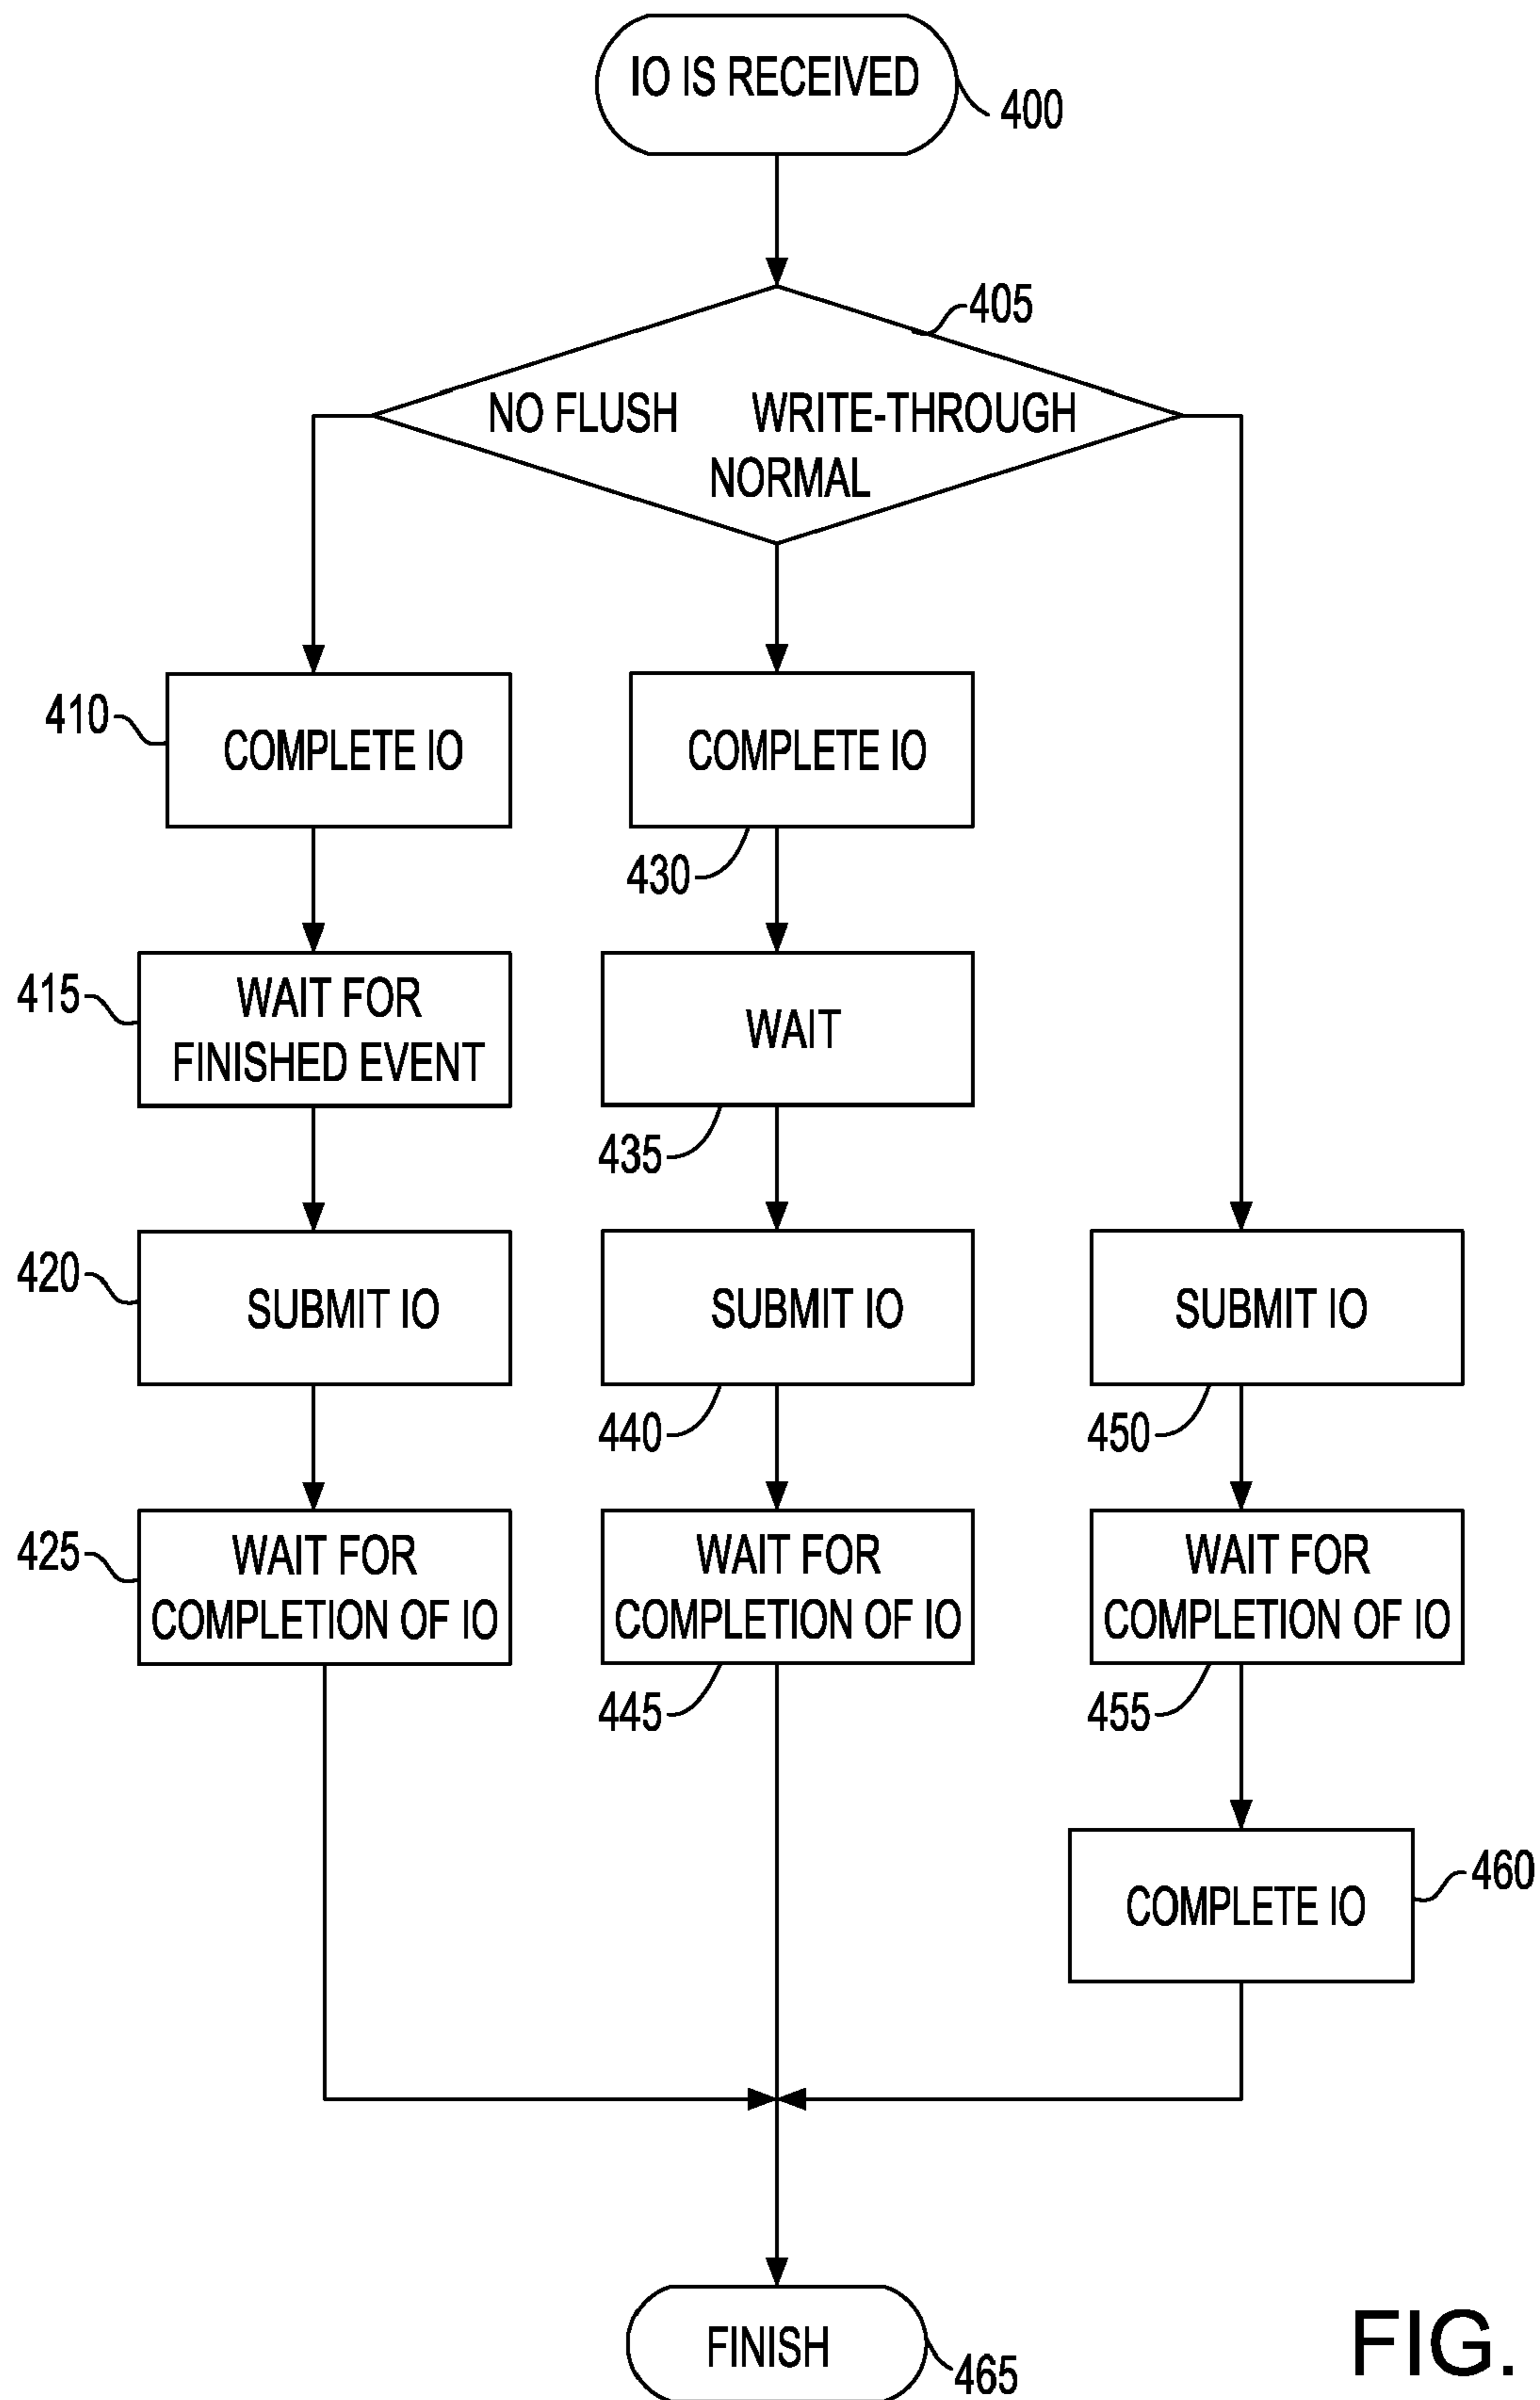 IO IS RECEIVED
400
405
NO FLUSH WRITE-THROUGH
NORMAL
410
COMPLETE IO
COMPLETE IO
430
415
WAIT FOR
FINISHED EVENT
WAIT
435
420
SUBMIT IO
SUBMIT IO
440
SUBMIT IO
450
425
WAIT FOR
COMPLETION OF IO
WAIT FOR
COMPLETION OF IO
445
WAIT FOR
COMPLETION OF IO
455
COMPLETE IO
460
FINISH
465
FIG.